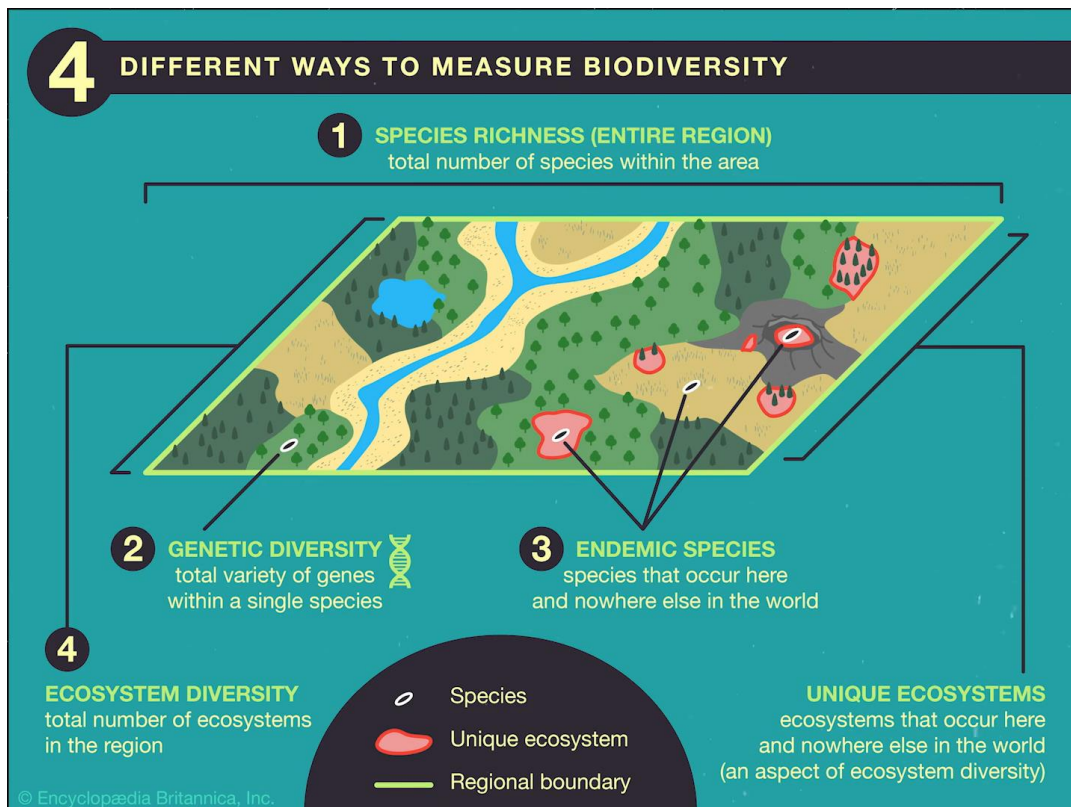 4
DIFFERENT WAYS TO MEASURE BIODIVERSITY
1
SPECIES RICHNESS (ENTIRE REGION)
total number of species within the area
2
GENETIC DIVERSITY
total variety of genes
within a single species
3
ENDEMIC SPECIES
species that occur here
and nowhere else in the world
4
ECOSYSTEM DIVERSITY
total number of ecosystems
in the region
Species
Unique ecosystem
Regional boundary
UNIQUE ECOSYSTEMS
ecosystems that occur here
and nowhere else in the world
(an aspect of ecosystem diversity)
© Encyclopædia Britannica, Inc.